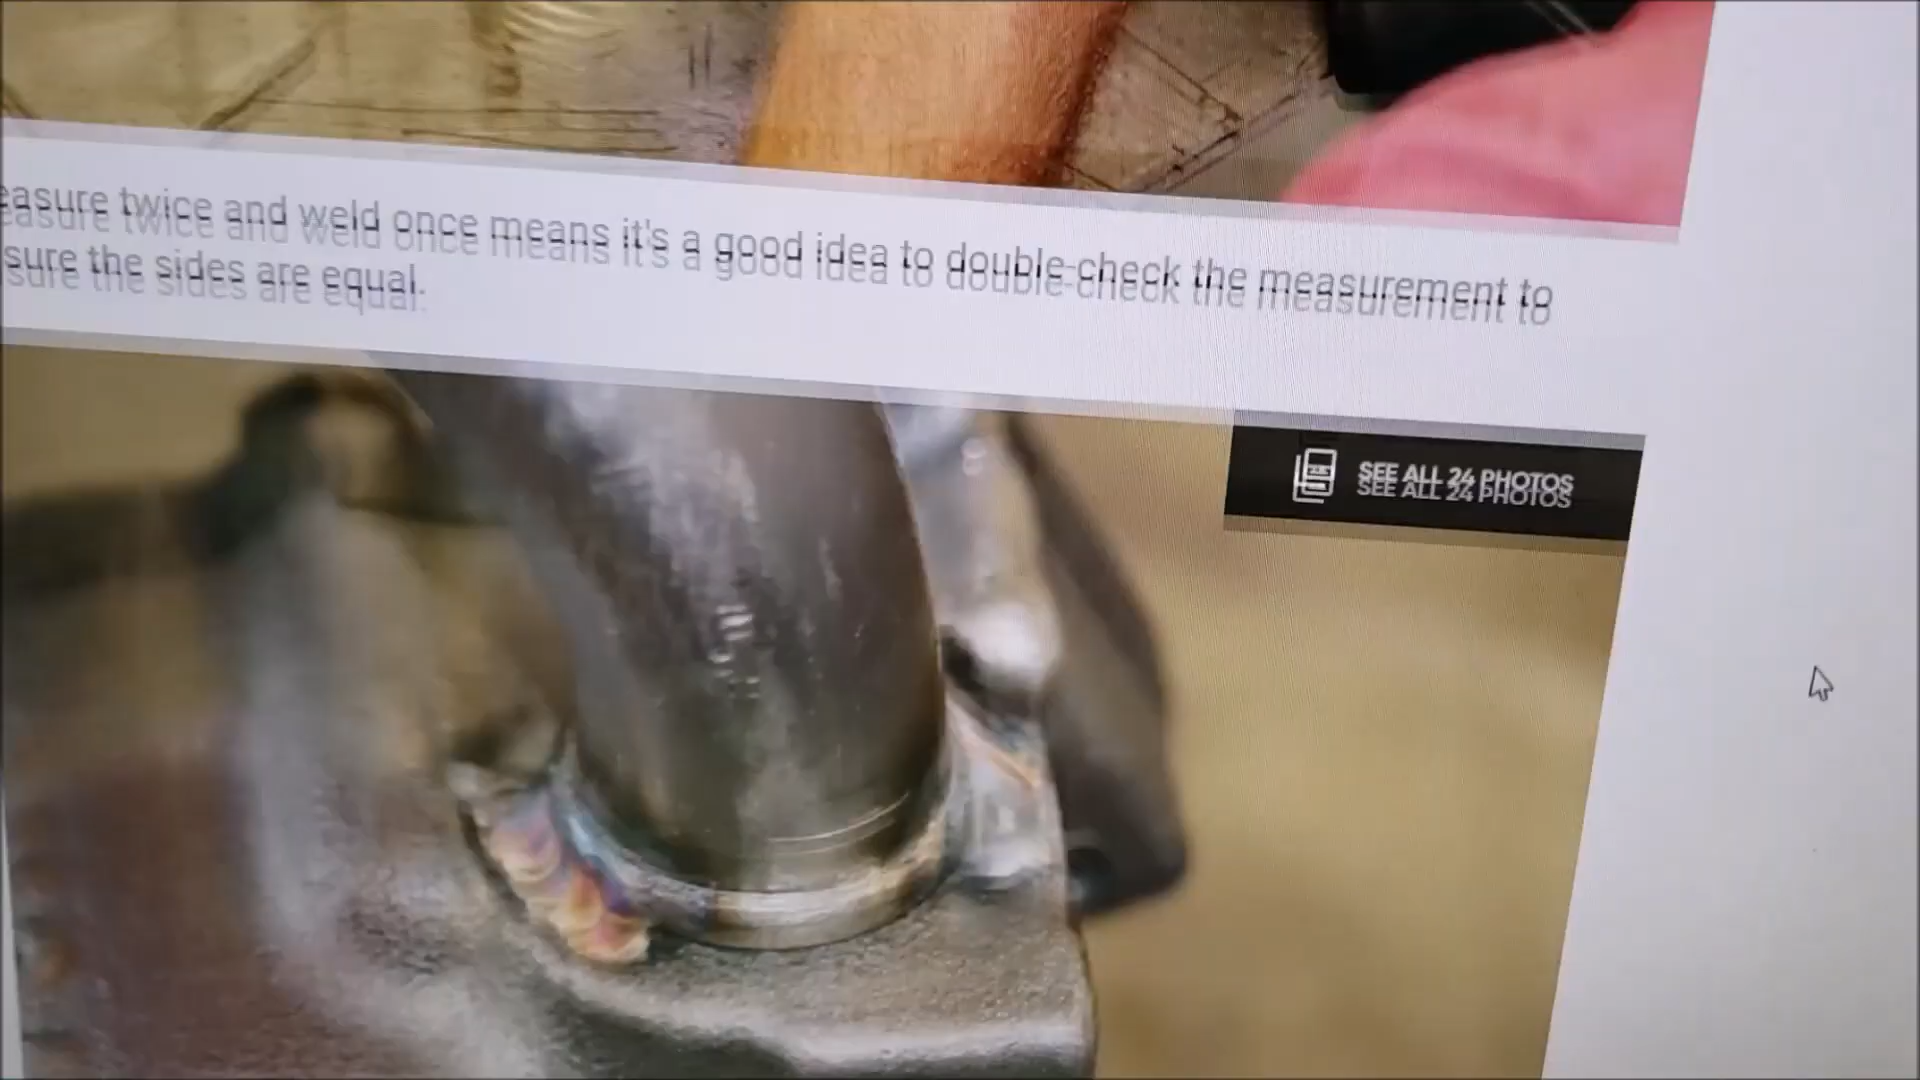 easure twice and weld once means it's a good idea to double-check the measurement to
sure the sides are equal.
SEE ALL 24 PHOTOS